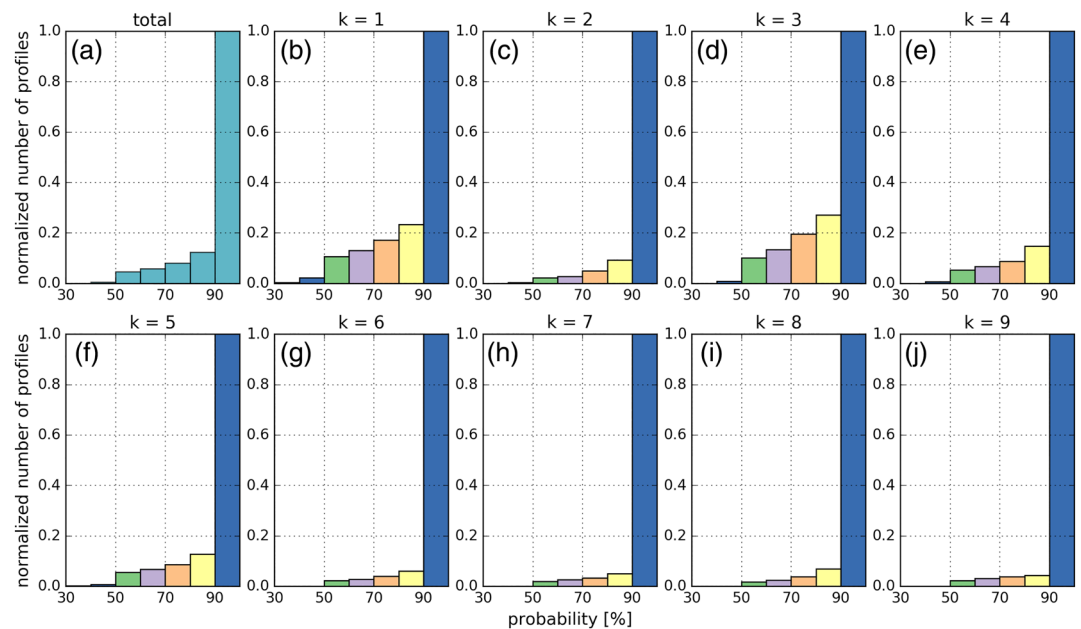 total k = 1 k = 2 k = 3 k = 4
(a) (b) (c) (d) (e)
1.0 1.0 1.0 1.0 1.0
0.8 0.8 0.8 0.8 0.8
0.6 0.6 0.6 0.6 0.6
0.4 0.4 0.4 0.4 0.4
0.2 0.2 0.2 0.2 0.2
0.0 0.0 0.0 0.0 0.0
30 50 70 90 30 50 70 90 30 50 70 90 30 50 70 90 30 50 70 90
normalized number of profiles
k = 5 k = 6 k = 7 k = 8 k = 9
(f) (g) (h) (i) (j)
1.0 1.0 1.0 1.0 1.0
0.8 0.8 0.8 0.8 0.8
0.6 0.6 0.6 0.6 0.6
0.4 0.4 0.4 0.4 0.4
0.2 0.2 0.2 0.2 0.2
0.0 0.0 0.0 0.0 0.0
30 50 70 90 30 50 70 90 30 50 70 90 30 50 70 90 30 50 70 90
normalized number of profiles
probability [%]